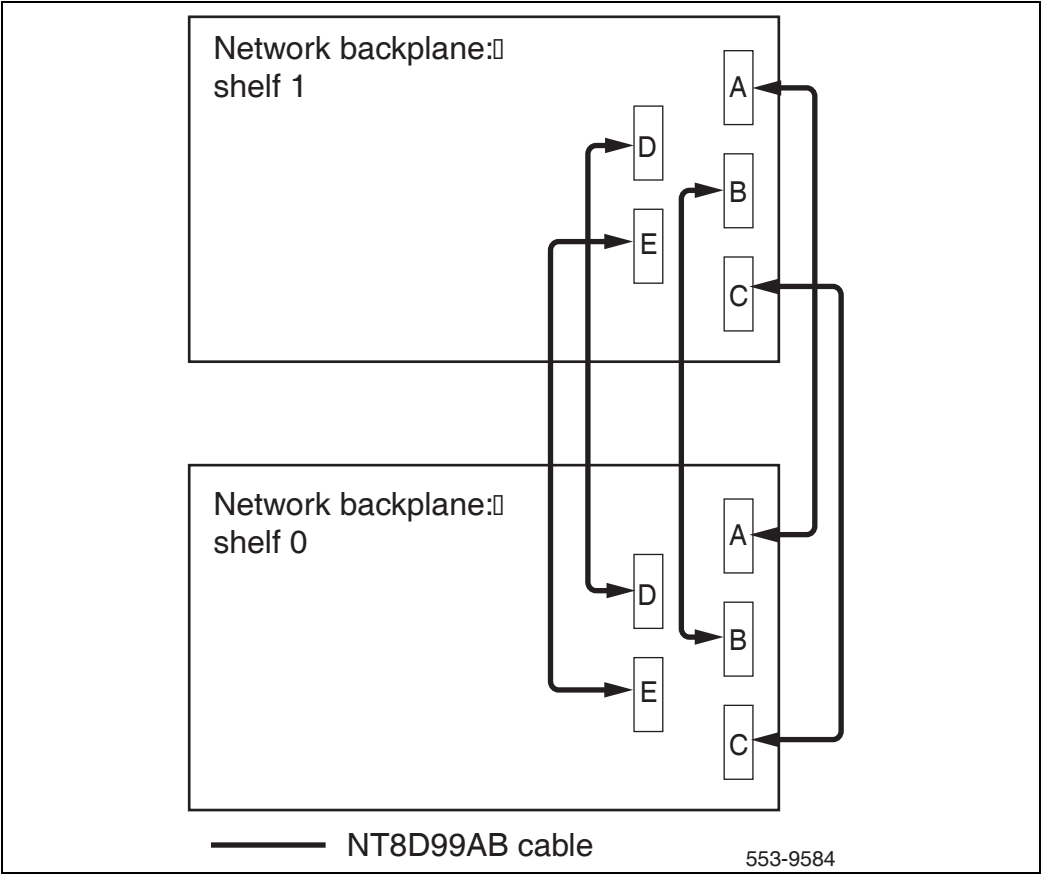 Network backplane:▯
shelf 1
A
D
B
E
C
Network backplane:▯
shelf 0
A
D
B
E
C
NT8D99AB cable
553-9584